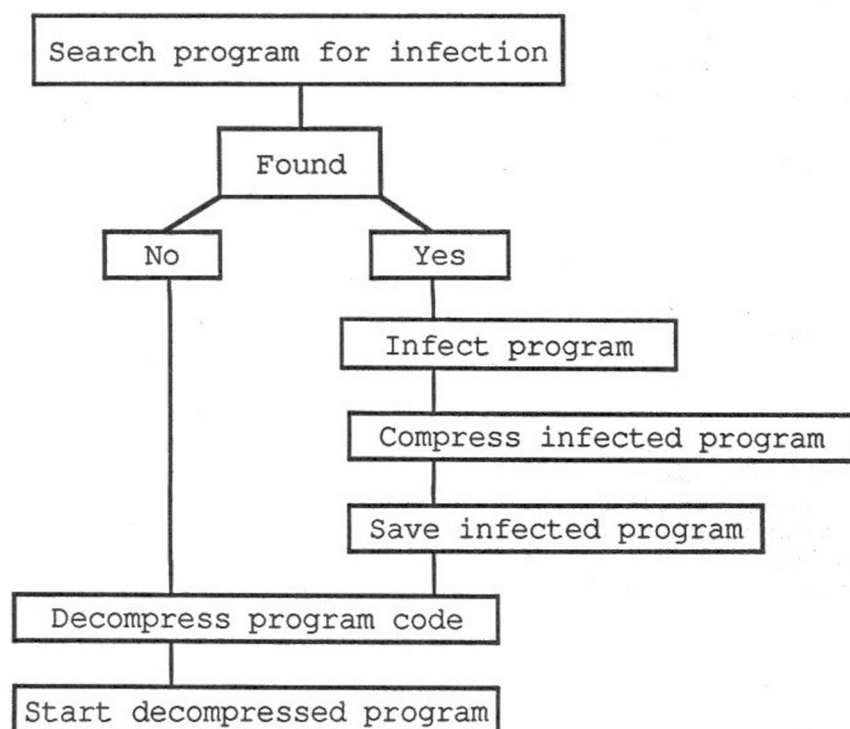 Search program for infection
Found
No
Yes
Infect program
Compress infected program
Save infected program
Decompress program code
Start decompressed program